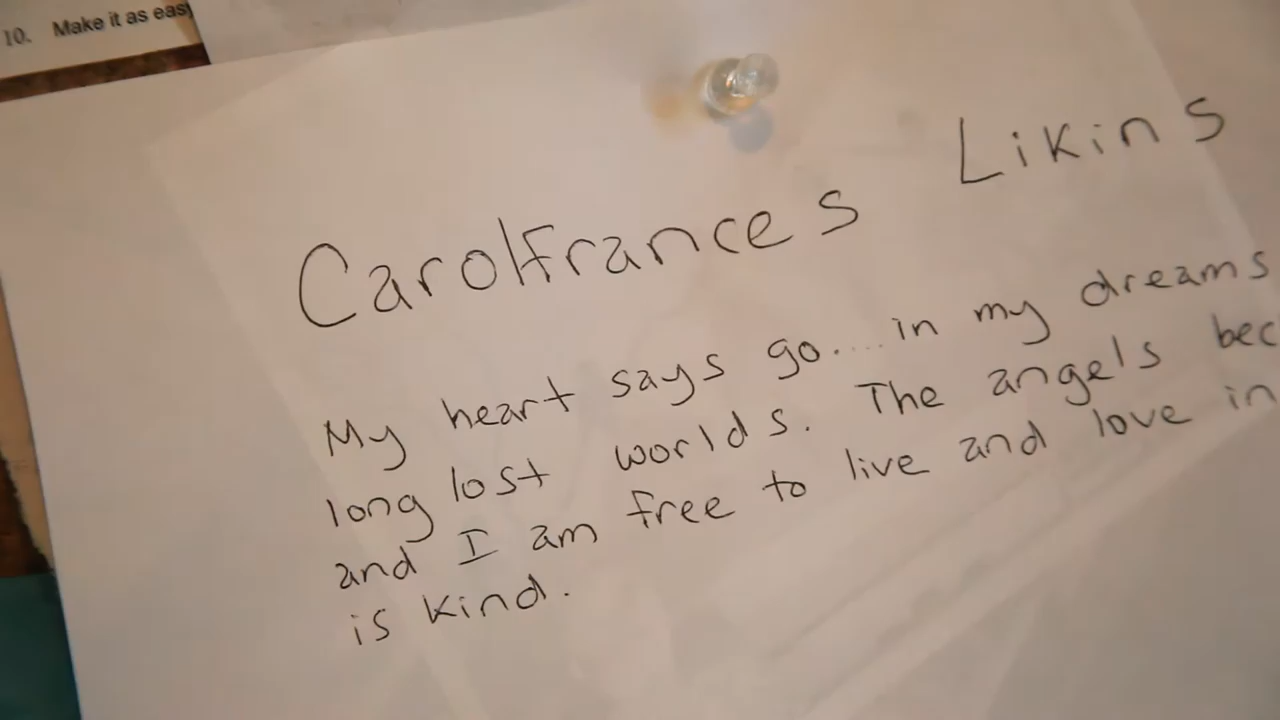 10. Make it as easy
Carolfrances Likins
My heart says go.... in my dreams
long lost worlds. The angels bec
and I am free to live and love in
is kind.